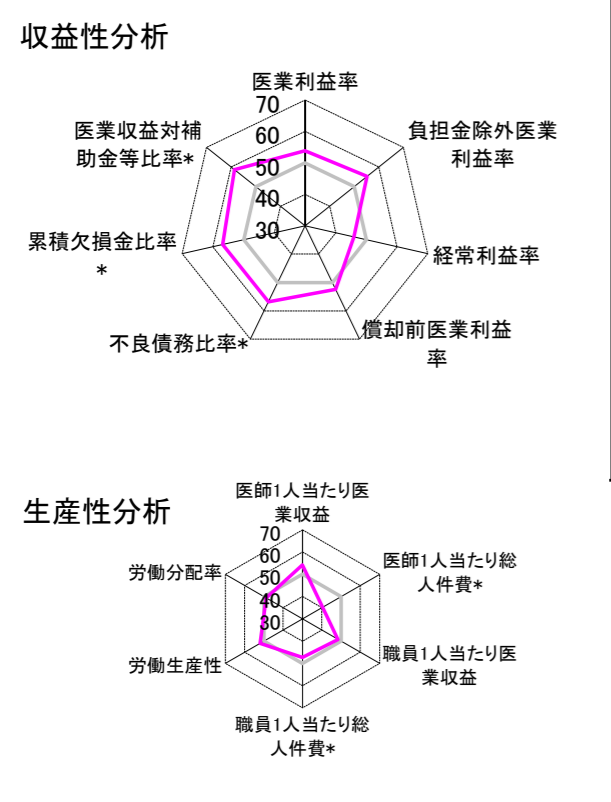 収益性分析
医業利益率
70
60
50
40
30
負担金除外医業
利益率
経常利益率
償却前医業利益
率
不良債務比率*
累積欠損金比率
*
医業収益対補
助金等比率*
生産性分析
医師1人当たり医
業収益
70
60
50
40
30
医師1人当たり総
人件費*
職員1人当たり医
業収益
職員1人当たり総
人件費*
労働生産性
労働分配率